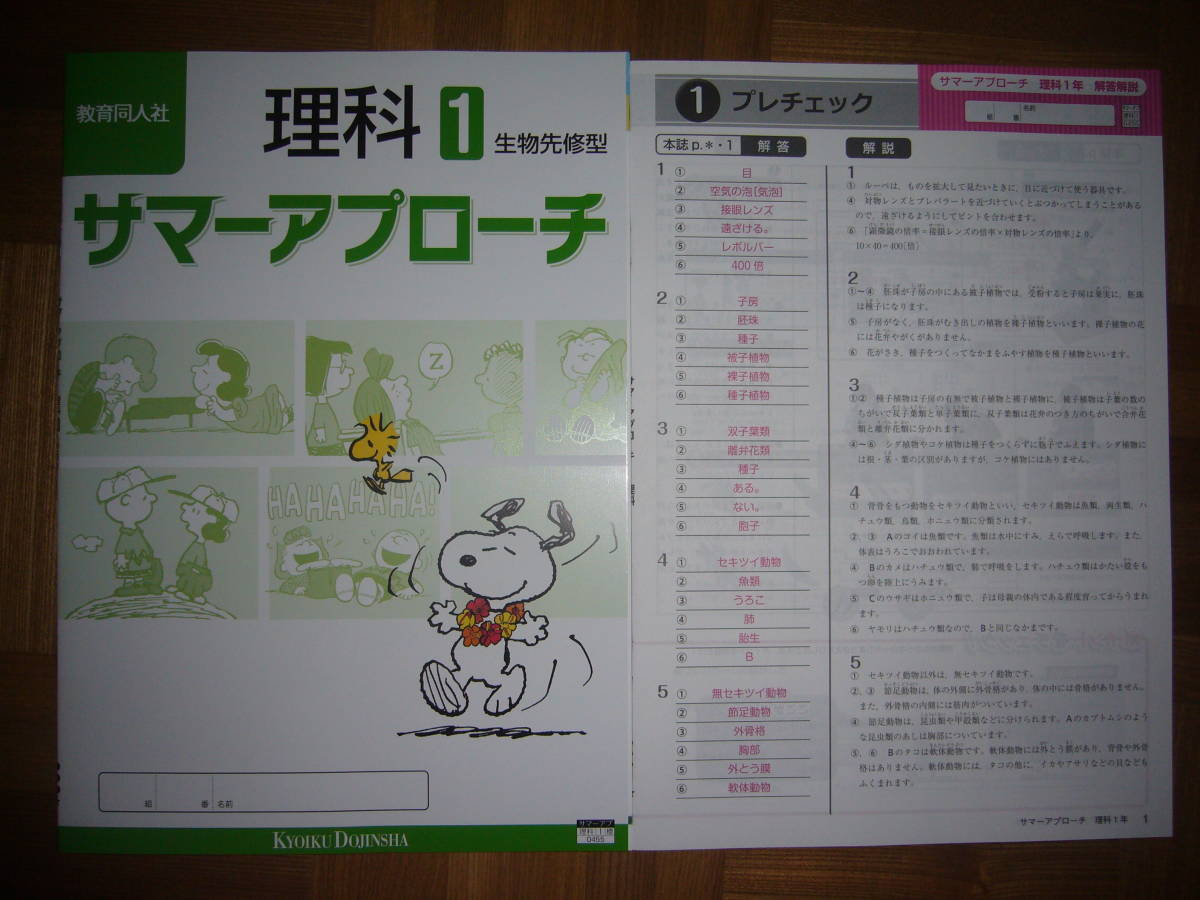 教育同人社
理科 1 生物先修型
サマーアプローチ
Z
HA HA HA HA HA!
組 番 名前
KYOIKU DOJINSHA
サマーアプ
0465
サマーアプローチ 理科1年 解答解説
組 番 名前
1 プレチェック
本誌 p.*・1 解答 解説
1 ① 目
② 空気の泡[気泡]
③ 接眼レンズ
④ 遠ざける。
⑤ レボルバー
⑥ 400倍
2 ① 子房
② 胚珠
③ 種子
④ 被子植物
⑤ 裸子植物
⑥ 種子植物
3 ① 双子葉類
② 離弁花類
③ 種子
④ ある。
⑤ ない。
⑥ 胞子
4 ① セキツイ動物
② 魚類
③ うろこ
④ 肺
⑤ 胎生
⑥ B
5 ① 無セキツイ動物
② 節足動物
③ 外骨格
④ 胸部
⑤ 外とう膜
⑥ 軟体動物
1
① ルーペは，ものを拡大して見たいときに，目に近づけて使う器具です。
④ 対物レンズとプレパラートを近づけていくとぶつかってしまうことがある
ので，遠ざけるようにしてピントを合わせます。
⑥ 「顕微鏡の倍率＝接眼レンズの倍率×対物レンズの倍率」より，
10×40＝400〔倍〕
2
①～④ 胚珠が子房の中にある被子植物では，受粉すると子房は果実に，胚珠
は種子になります。
⑤ 子房がなく，胚珠がむき出しの植物を裸子植物といいます。裸子植物の花
には花弁やがくがありません。
⑥ 花がさき，種子をつくってなかまをふやす植物を種子植物といいます。
3
①② 種子植物は子房の有無で被子植物と裸子植物に，被子植物は子葉の数の
ちがいで双子葉類と単子葉類に，双子葉類は花弁のつき方のちがいで合弁花
類と離弁花類に分かれます。
④～⑥ シダ植物やコケ植物は種子をつくらずに胞子でふえます。シダ植物に
は根・茎・葉の区別がありますが，コケ植物にはありません。
4
① 背骨をもつ動物をセキツイ動物といい，セキツイ動物は魚類，両生類，ハ
チュウ類，鳥類，ホニュウ類に分類されます。
②，③ Aのコイは魚類です。魚類は水中にすみ，えらで呼吸します。また，
体表はうろこでおおわれています。
④ Bのカメはハチュウ類で，肺で呼吸をします。ハチュウ類はかたい殻をも
つ卵を陸上にうみます。
⑤ Cのウサギはホニュウ類で，子は母親の体内である程度育ってからうまれ
ます。
⑥ ヤモリはハチュウ類なので，Bと同じなかまです。
5
① セキツイ動物以外は，無セキツイ動物です。
②，③ 節足動物は，体の外側に外骨格があり，体の中には骨格がありません。
また，外骨格の内側には筋肉がついています。
④ 節足動物は，昆虫類や甲殻類などに分けられます。Aのカブトムシのよう
な昆虫類のあしは胸部についています。
⑤，⑥ Bのタコは軟体動物です。軟体動物には外とう膜があり，背骨や外骨
格はありません。軟体動物には，タコの他に，イカやアサリなどの貝なども
ふくまれます。
サマーアプローチ 理科1年 1